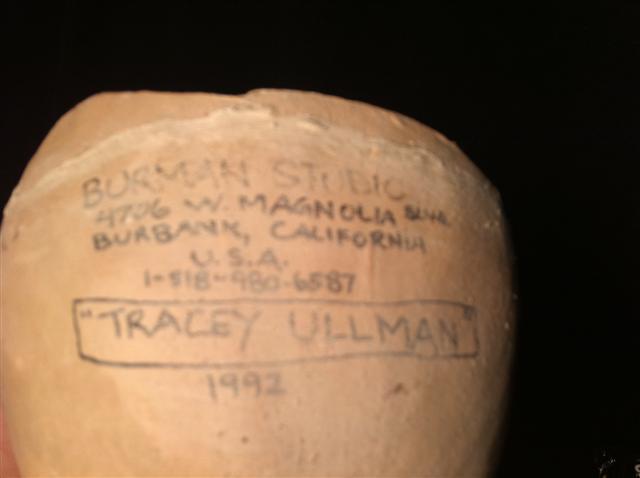 BURMAN STUDIO
4706 W. MAGNOLIA BLVD.
BURBANK, CALIFORNIA
U.S.A.
1-818-980-6587
"TRACEY ULLMAN"
1992